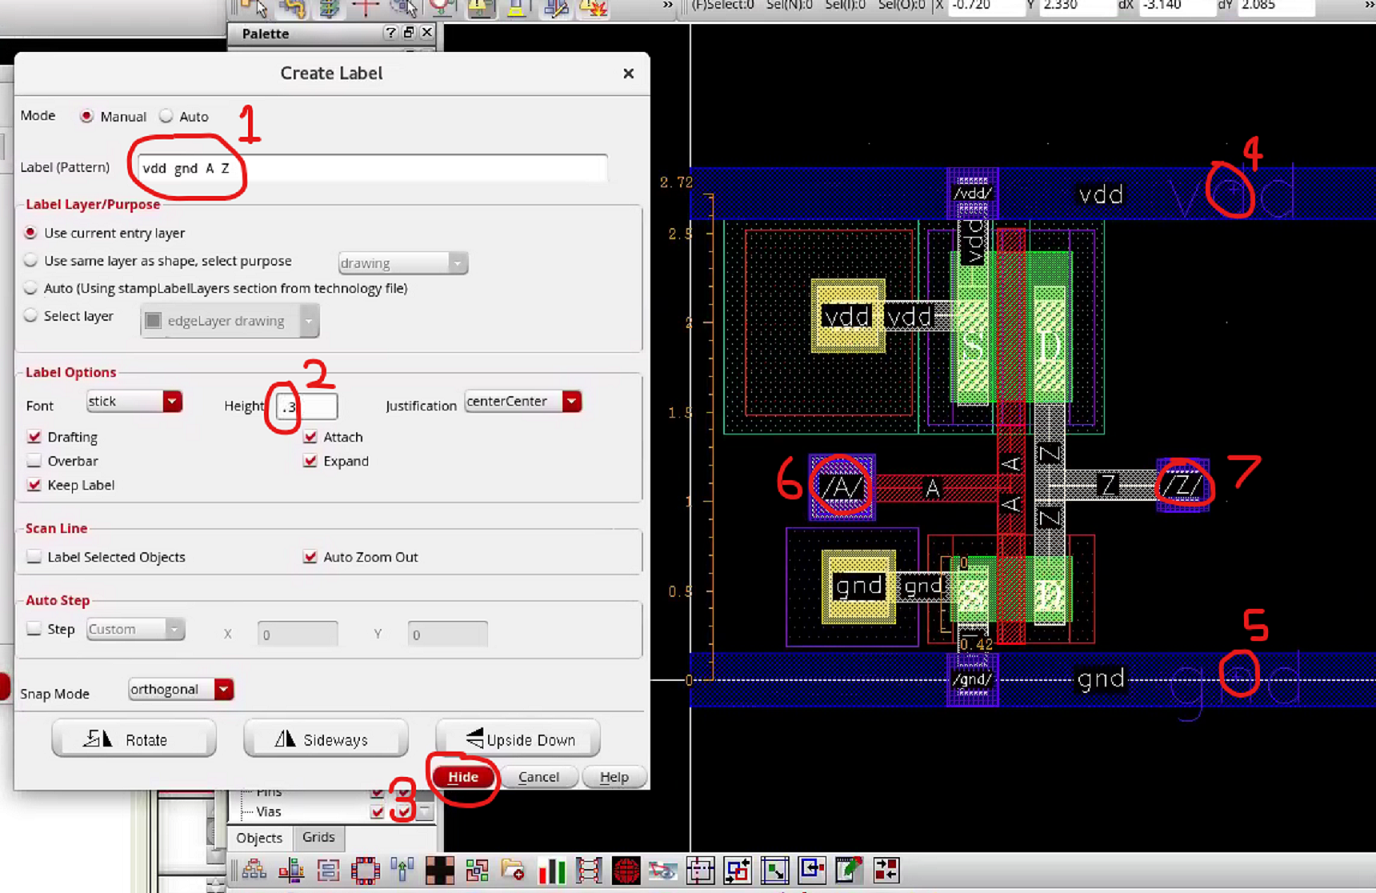 (F)Select:0 Sel(N):0 Sel(I):0 Sel(O):0 X -0.720 Y 2.330 dX -3.140 dY 2.085
Palette
Create Label
Mode Manual Auto
1
Label (Pattern) vdd gnd A Z
Label Layer/Purpose
Use current entry layer
Use same layer as shape, select purpose drawing
Auto (Using stampLabelLayers section from technology file)
Select layer edgeLayer drawing
Label Options
2
Font stick Height .3 Justification centerCenter
Drafting Attach
Overbar Expand
Keep Label
Scan Line
Label Selected Objects Auto Zoom Out
Auto Step
Step Custom X 0 Y 0
Snap Mode orthogonal
Rotate Sideways Upside Down
Hide Cancel Help
3
Pins
Vias
Objects Grids
4
2.72 /vdd/ vdd vdd
2.5 vdd
vdd vdd S D
2
1.5
Z
A
6 /A/ A Z /Z/ 7
1 A
Z
0
gnd gnd S D
0.5
5
0.42
0 /gnd/ gnd gnd